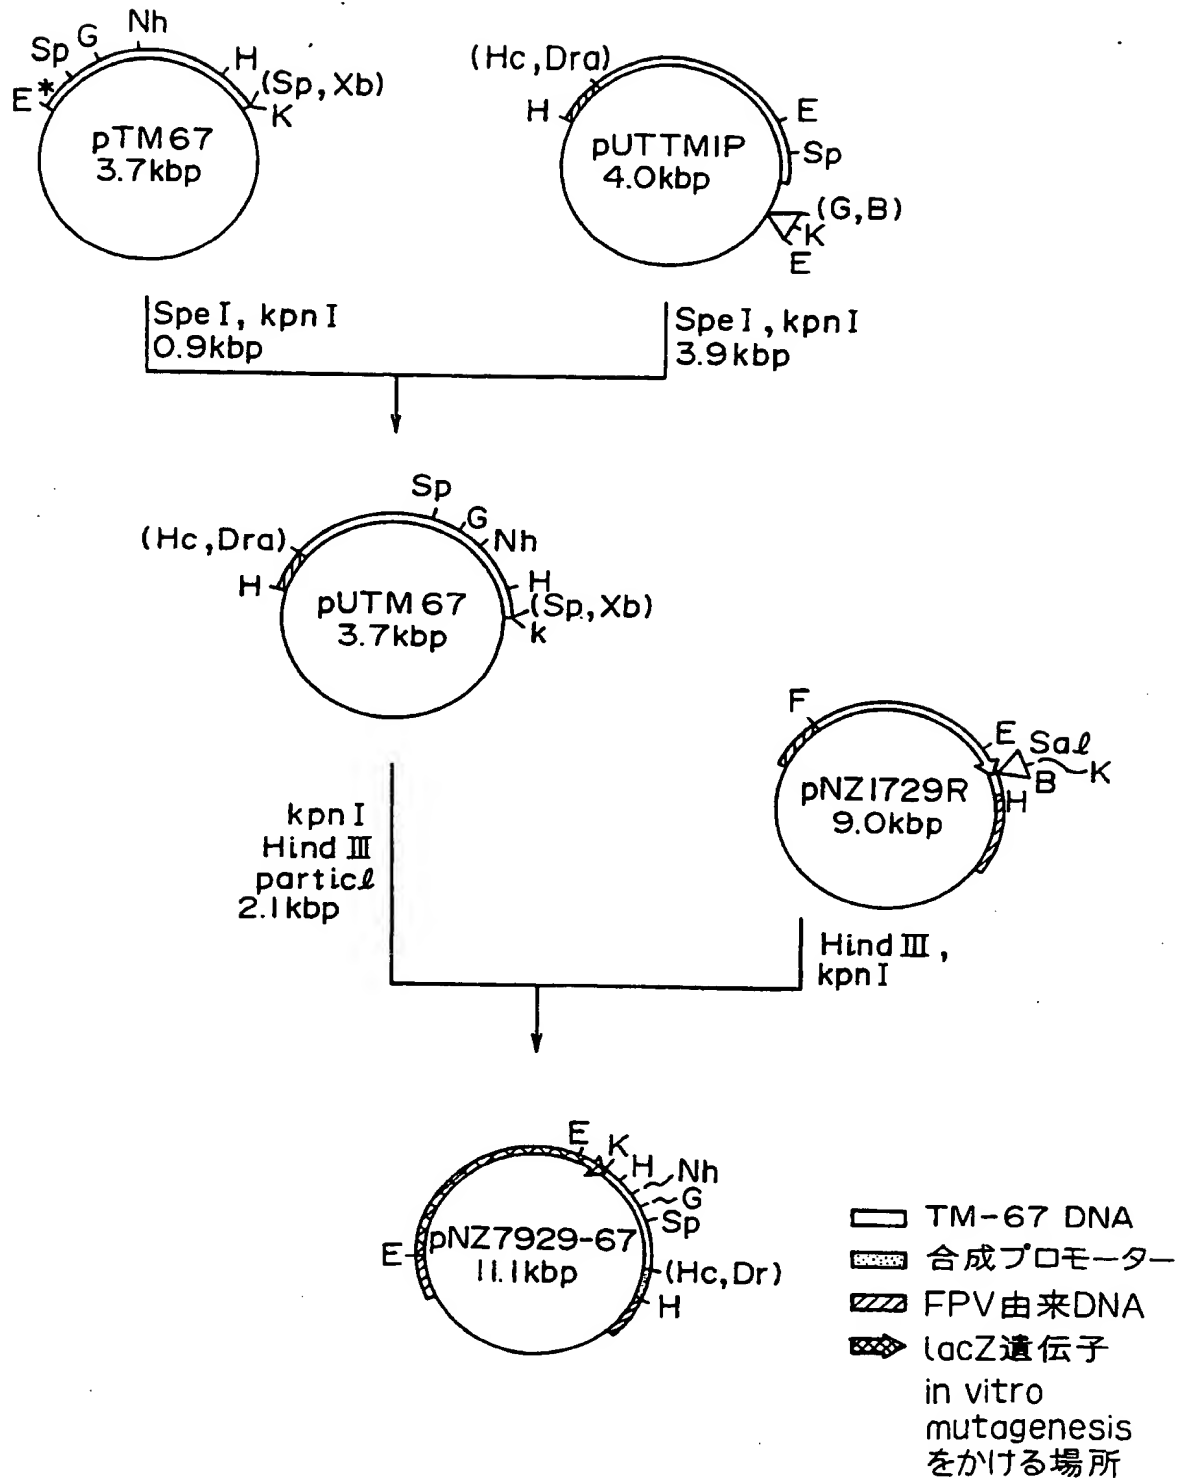 Nh
G
Sp
E*
H
(Sp, Xb)
K
pTM67
3.7kbp
(Hc,Dra)
H
E
Sp
(G,B)
K
E
pUTTMIP
4.0kbp
SpeI, kpnI
0.9kbp
SpeI, kpnI
3.9kbp
Sp
G
Nh
(Hc,Dra)
H
H
(Sp,Xb)
k
pUTM67
3.7kbp
F
E
Sal
K
B
H
pNZ1729R
9.0kbp
kpnI
HindIII
particl
2.1kbp
HindIII,
kpnI
E
K
H
Nh
G
Sp
E
(Hc,Dr)
H
pNZ7929-67
11.1kbp
TM-67 DNA
合成プロモーター
FPV由来DNA
lacZ遺伝子
in vitro
mutagenesis
をかける場所